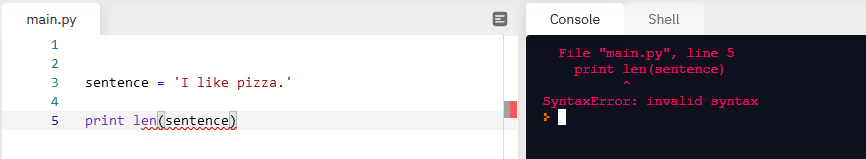 main.py
1
2
3 sentence = 'I like pizza.'
4
5 print len(sentence)
Console Shell
File "main.py", line 5
print len(sentence)
^
SyntaxError: invalid syntax
>